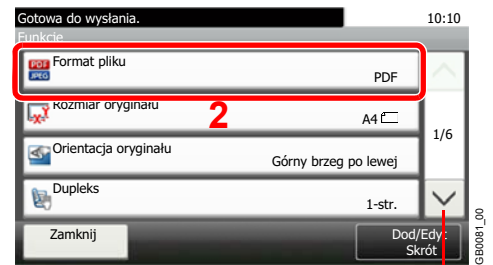 Gotowa do wysłania.
10:10
Funkcje
PDF
JPEG
Format pliku
PDF
Rozmiar oryginału
X Y
A4
2
1/6
Orientacja oryginału
Górny brzeg po lewej
Dupleks
1-str.
Zamknij
Dod/Edyt
Skrót
GB0081_00